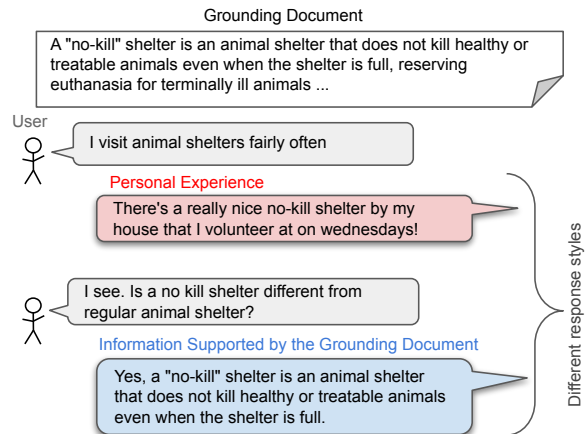 Grounding Document
A "no-kill" shelter is an animal shelter that does not kill healthy or
treatable animals even when the shelter is full, reserving
euthanasia for terminally ill animals ...
User
I visit animal shelters fairly often
Personal Experience
There's a really nice no-kill shelter by my
house that I volunteer at on wednesdays!
I see. Is a no kill shelter different from
regular animal shelter?
Information Supported by the Grounding Document
Yes, a "no-kill" shelter is an animal shelter
that does not kill healthy or treatable animals
even when the shelter is full.
Different response styles